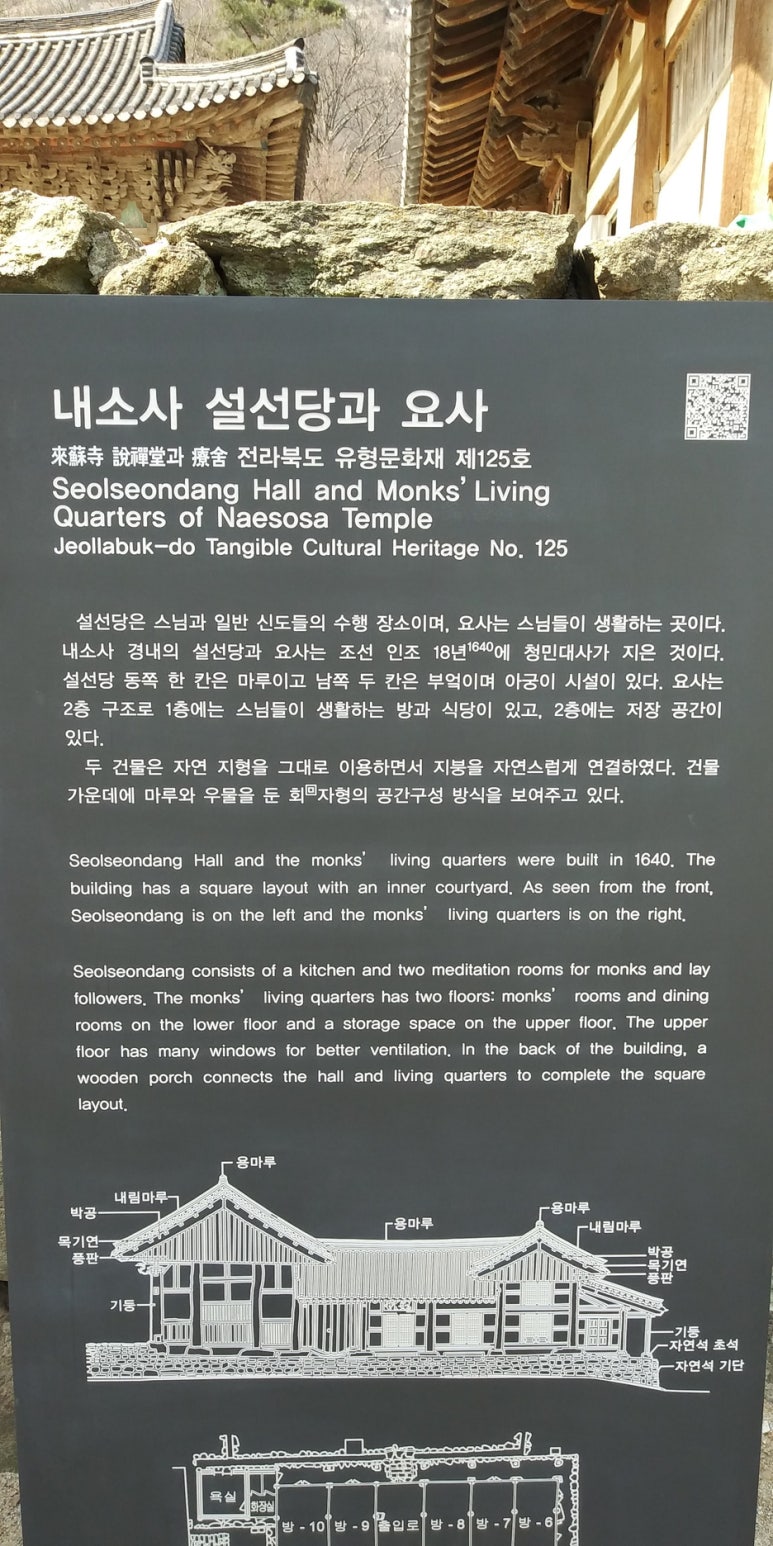 내소사 설선당과 요사
來蘇寺 說禪堂과 療舍 전라북도 유형문화재 제125호
Seolseondang Hall and Monks' Living
Quarters of Naesosa Temple
Jeollabuk-do Tangible Cultural Heritage No. 125
설선당은 스님과 일반 신도들의 수행 장소이며, 요사는 스님들이 생활하는 곳이다.
내소사 경내의 설선당과 요사는 조선 인조 18년1640에 청민대사가 지은 것이다.
설선당 동쪽 한 칸은 마루이고 남쪽 두 칸은 부엌이며 아궁이 시설이 있다. 요사는
2층 구조로 1층에는 스님들이 생활하는 방과 식당이 있고, 2층에는 저장 공간이
있다.
두 건물은 자연 지형을 그대로 이용하면서 지붕을 자연스럽게 연결하였다. 건물
가운데에 마루와 우물을 둔 회回자형의 공간구성 방식을 보여주고 있다.
Seolseondang Hall and the monks' living quarters were built in 1640. The
building has a square layout with an inner courtyard. As seen from the front,
Seolseondang is on the left and the monks' living quarters is on the right.
Seolseondang consists of a kitchen and two meditation rooms for monks and lay
followers. The monks' living quarters has two floors: monks' rooms and dining
rooms on the lower floor and a storage space on the upper floor. The upper
floor has many windows for better ventilation. In the back of the building, a
wooden porch connects the hall and living quarters to complete the square
layout.
용마루
내림마루
박공
목기연
풍판
기둥
용마루
용마루
내림마루
박공
목기연
풍판
기둥
자연석 초석
자연석 기단
욕실
화장실
방 - 10 방 - 9 출입로 방 - 8 방 - 7 방 - 6